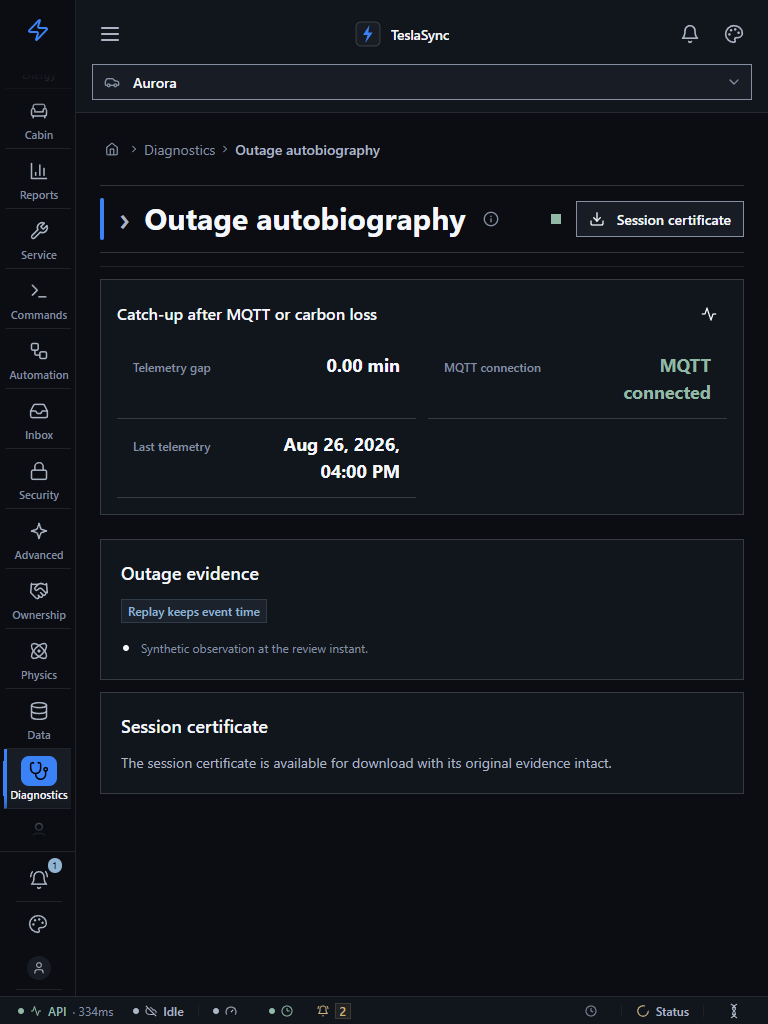 TeslaSync
Aurora
Energy
Cabin
Reports
Service
Commands
Automation
Inbox
Security
Advanced
Ownership
Physics
Data
Diagnostics
1
Diagnostics
Outage autobiography
Outage autobiography
Session certificate
Catch-up after MQTT or carbon loss
Telemetry gap
0.00 min
MQTT connection
MQTT
connected
Last telemetry
Aug 26, 2026,
04:00 PM
Outage evidence
Replay keeps event time
Synthetic observation at the review instant.
Session certificate
The session certificate is available for download with its original evidence intact.
API · 334ms
Idle
2
Status